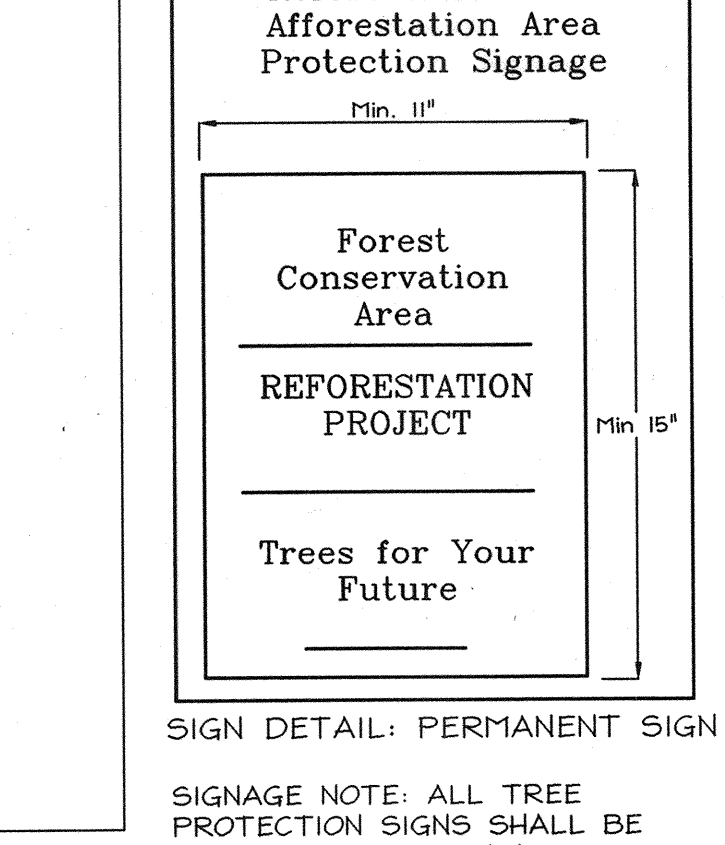 Afforestation Area
Protection Signage
Min. 11"
Forest
Conservation
Area
REFORESTATION
PROJECT
Min 15"
Trees for Your
Future
SIGN DETAIL: PERMANENT SIGN
SIGNAGE NOTE: ALL TREE
PROTECTION SIGNS SHALL BE